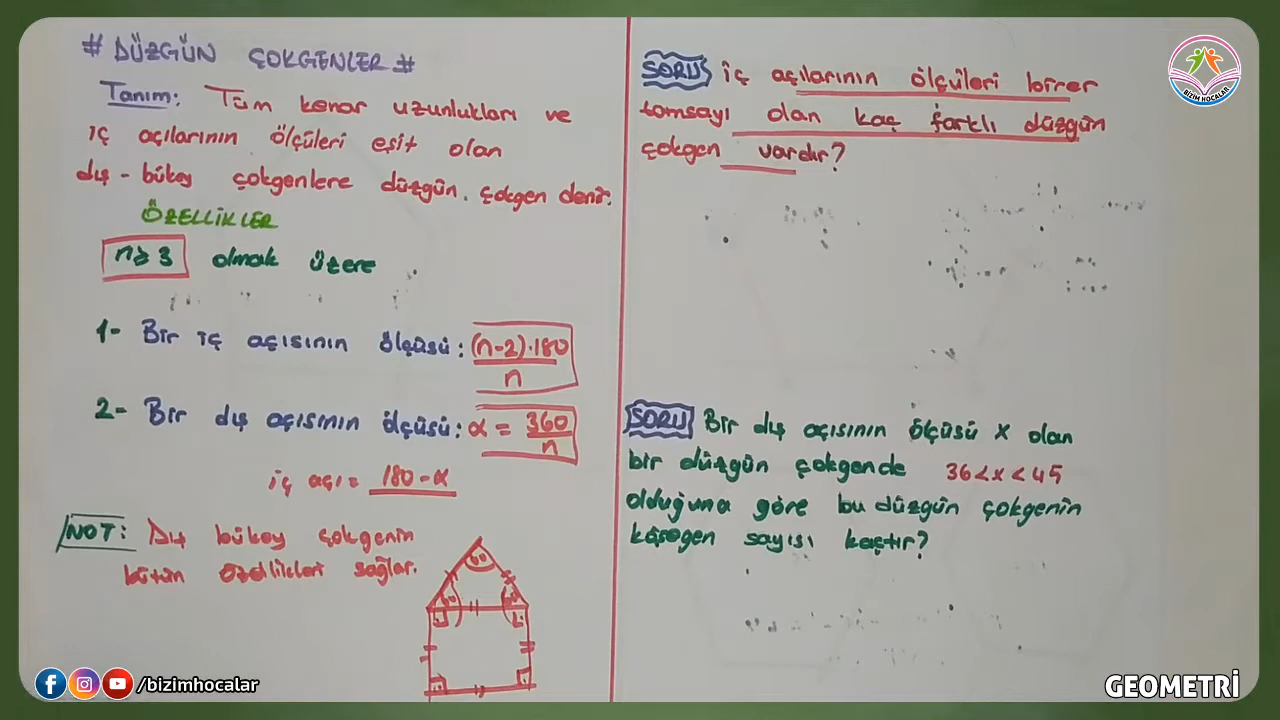 # DÜZGÜN ÇOKGENLER #
Tanım: Tüm kenar uzunlukları ve
iç açılarının ölçüleri eşit olan
dış-bükey çokgenlere düzgün çokgen denir.
ÖZELLİKLER
n≥3 olmak üzere
1- Bir iç açısının ölçüsü: (n-2)·180
n
2- Bir dış açısının ölçüsü: α = 360
n
iç açı = 180-α
NOT: Dış bükey çokgenin
bütün özellikleri sağlar.
60
SORU iç açılarının ölçüleri birer
tamsayı olan kaç farklı düzgün
çokgen vardır?
SORU Bir dış açısının ölçüsü x olan
bir düzgün çokgende 36<x<45
olduğuna göre bu düzgün çokgenin
köşegen sayısı kaçtır?
BİZİM HOCALAR
/bizimhocalar
GEOMETRİ